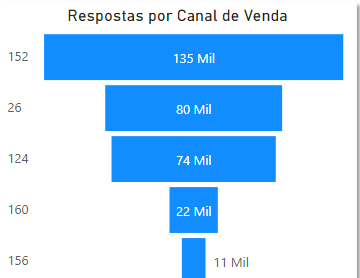 Respostas por Canal de Venda
152 135 Mil
26 80 Mil
124 74 Mil
160 22 Mil
156 11 Mil